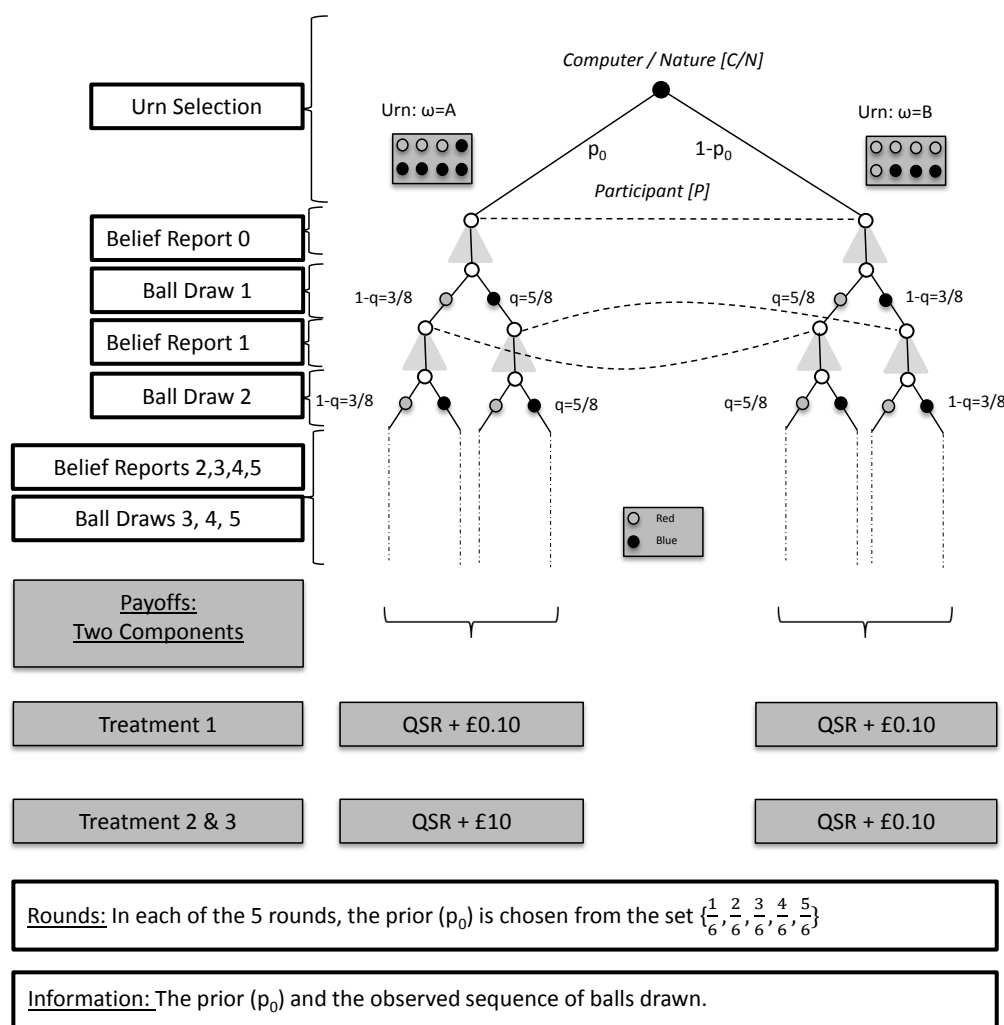 Computer / Nature [C/N]
Urn Selection
Urn: ω=A
Urn: ω=B
p0
1-p0
Participant [P]
Belief Report 0
Ball Draw 1
1-q=3/8
q=5/8
q=5/8
1-q=3/8
Belief Report 1
Ball Draw 2
1-q=3/8
q=5/8
q=5/8
1-q=3/8
Belief Reports 2,3,4,5
Ball Draws 3, 4, 5
Red
Blue
Payoffs:
Two Components
Treatment 1
QSR + £0.10
QSR + £0.10
Treatment 2 & 3
QSR + £10
QSR + £0.10
Rounds: In each of the 5 rounds, the prior (p0) is chosen from the set {1/6, 2/6, 3/6, 4/6, 5/6}
Information: The prior (p0) and the observed sequence of balls drawn.